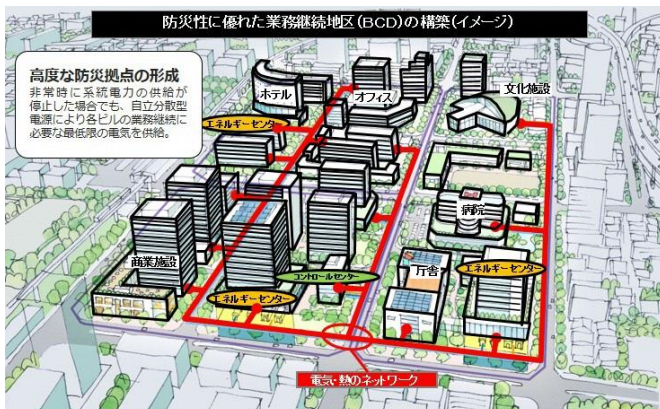 防災性に優れた業務継続地区(BCD)の構築(イメージ)
高度な防災拠点の形成
非常時に系統電力の供給が
停止した場合でも、自立分散型
電源により各ビルの業務継続に
必要な最低限の電気を供給。
ホテル
オフィス
文化施設
エネルギーセンター
病院
商業施設
コントロールセンター
庁舎
エネルギーセンター
エネルギーセンター
電気・熱のネットワーク